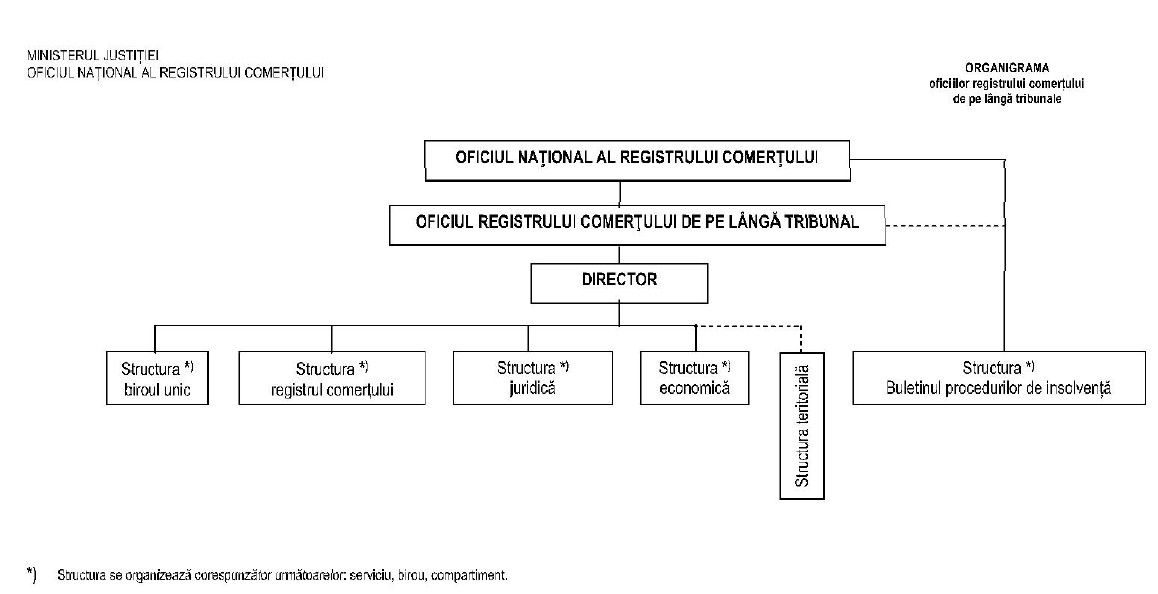 MINISTERUL JUSTIȚIEI
OFICIUL NAȚIONAL AL REGISTRULUI COMERȚULUI
ORGANIGRAMA
oficiilor registrului comerțului
de pe lângă tribunale
OFICIUL NAȚIONAL AL REGISTRULUI COMERȚULUI
OFICIUL REGISTRULUI COMERȚULUI DE PE LÂNGĂ TRIBUNAL
DIRECTOR
Structura *)
biroul unic
Structura *)
registrul comerțului
Structura *)
juridică
Structura *)
economică
Structura teritorială
Structura *)
Buletinul procedurilor de insolvență
*) Structura se organizează corespunzător următoarelor: serviciu, birou, compartiment.